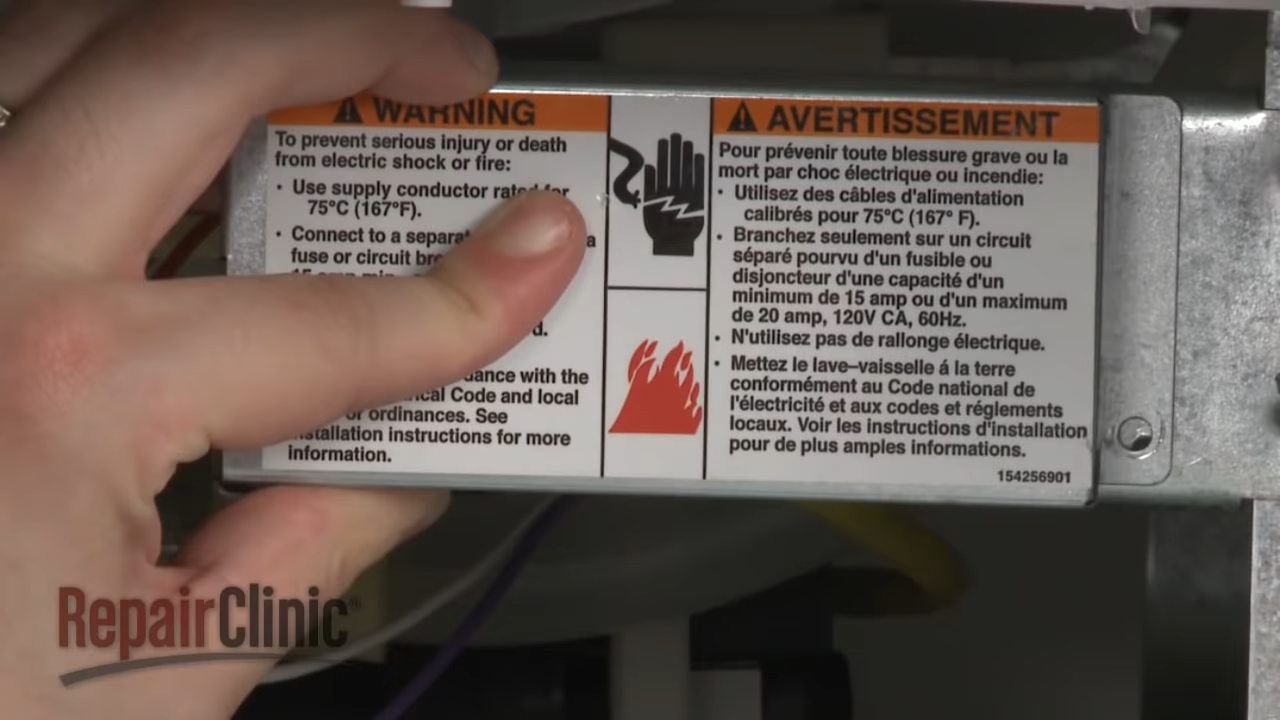 WARNING
To prevent serious injury or death
from electric shock or fire:
• Use supply conductor rated for
75°C (167°F).
• Connect to a a
fuse or circuit
15 amp min.
d.
with the
Code and local
or ordinances. See
installation instructions for more
information.
AVERTISSEMENT
Pour prévenir toute blessure grave ou la
mort par choc électrique ou incendie:
• Utilisez des câbles d'alimentation
calibrés pour 75°C (167° F).
• Branchez seulement sur un circuit
séparé pourvu d'un fusible ou
disjoncteur d'une capacité d'un
minimum de 15 amp ou d'un maximum
de 20 amp, 120V CA, 60Hz.
• N'utilisez pas de rallonge électrique.
• Mettez le lave–vaisselle á la terre
conformément au Code national de
l'électricité et aux codes et réglements
locaux. Voir les instructions d'installation
pour de plus amples informations.
154256901
RepairClinic®